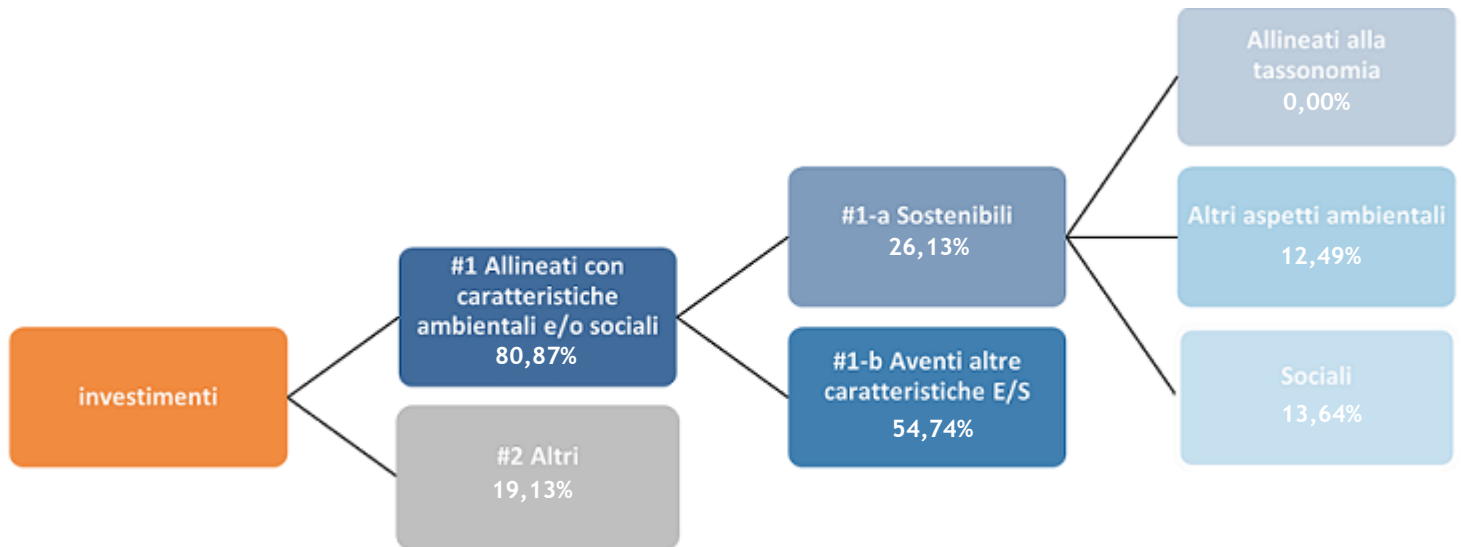 investimenti
#1 Allineati con
caratteristiche
ambientali e/o sociali
80,87%
#2 Altri
19,13%
#1-a Sostenibili
26,13%
#1-b Aventi altre
caratteristiche E/S
54,74%
Allineati alla
tassonomia
0,00%
Altri aspetti ambientali
12,49%
Sociali
13,64%